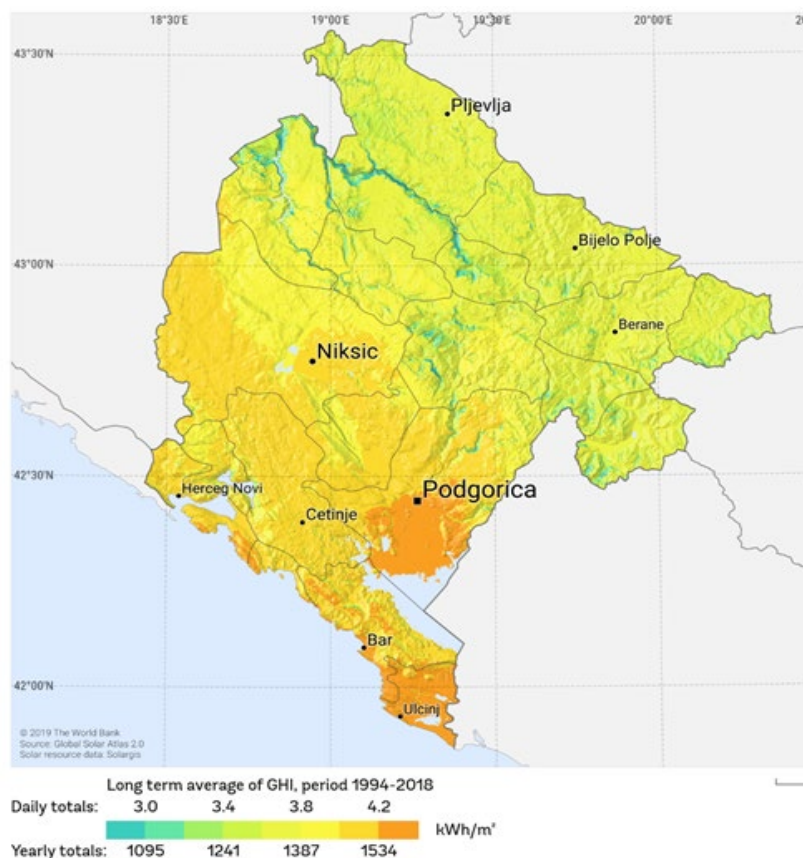 18°30'E 19°00'E 19°30'E 20°00'E
43°30'N
Pljevlja
Bijelo Polje
43°00'N
Berane
Niksic
42°30'N
Podgorica
Herceg Novi
Cetinje
Bar
42°00'N
Ulcinj
© 2019 The World Bank
Source: Global Solar Atlas 2.0
Solar resource data: Solargis
Long term average of GHI, period 1994-2018
Daily totals: 3.0 3.4 3.8 4.2
kWh/m²
Yearly totals: 1095 1241 1387 1534